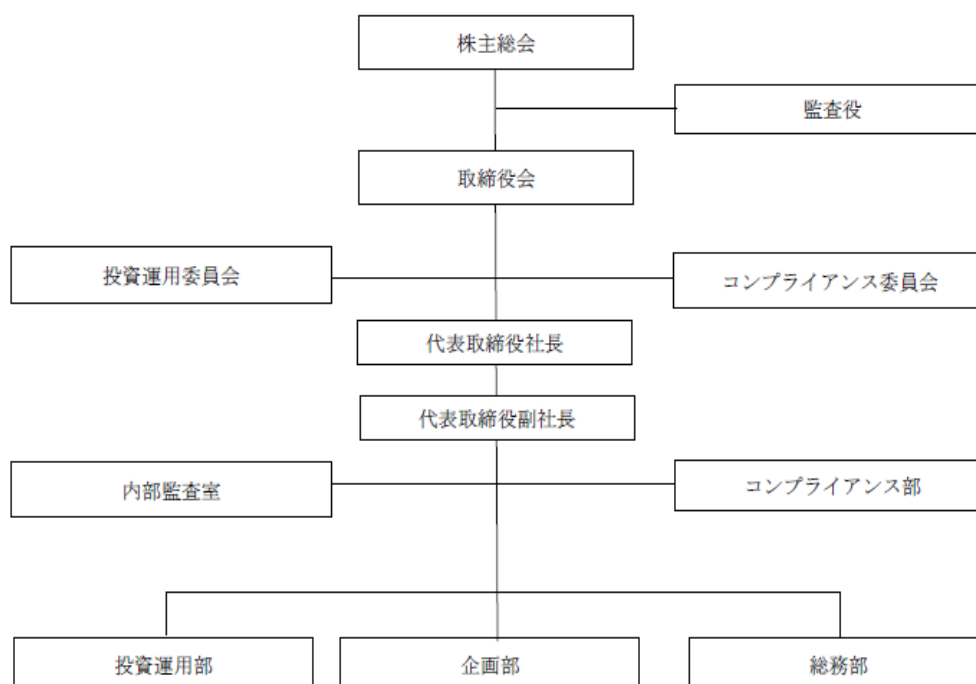 株主総会
監査役
取締役会
投資運用委員会
コンプライアンス委員会
代表取締役社長
代表取締役副社長
内部監査室
コンプライアンス部
投資運用部
企画部
総務部